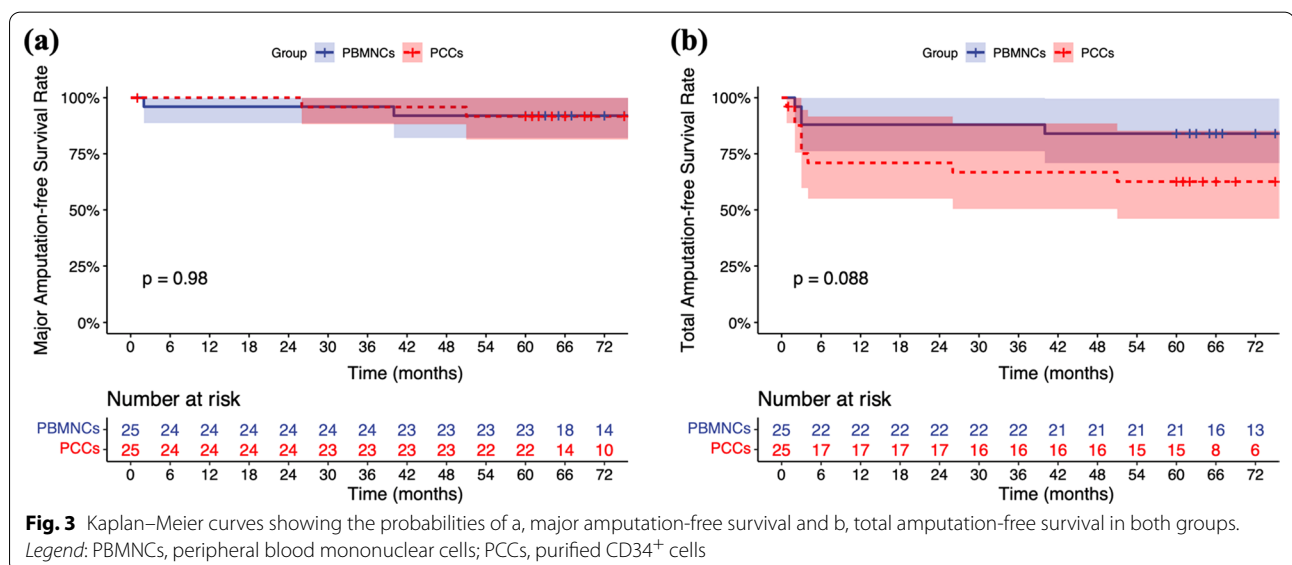 (a)
Group PBMNCs PCCs
Major Amputation-free Survival Rate
100%
75%
50%
25%
0%
p = 0.98
0 6 12 18 24 30 36 42 48 54 60 66 72
Time (months)
Number at risk
PBMNCs 25 24 24 24 24 24 24 23 23 23 23 18 14
PCCs 25 24 24 24 24 23 23 23 23 22 22 14 10
0 6 12 18 24 30 36 42 48 54 60 66 72
Time (months)
(b)
Group PBMNCs PCCs
Total Amputation-free Survival Rate
100%
75%
50%
25%
0%
p = 0.088
0 6 12 18 24 30 36 42 48 54 60 66 72
Time (months)
Number at risk
PBMNCs 25 22 22 22 22 22 22 21 21 21 21 16 13
PCCs 25 17 17 17 17 16 16 16 16 15 15 8 6
0 6 12 18 24 30 36 42 48 54 60 66 72
Time (months)
Fig. 3 Kaplan–Meier curves showing the probabilities of a, major amputation-free survival and b, total amputation-free survival in both groups.
Legend: PBMNCs, peripheral blood mononuclear cells; PCCs, purified CD34+ cells